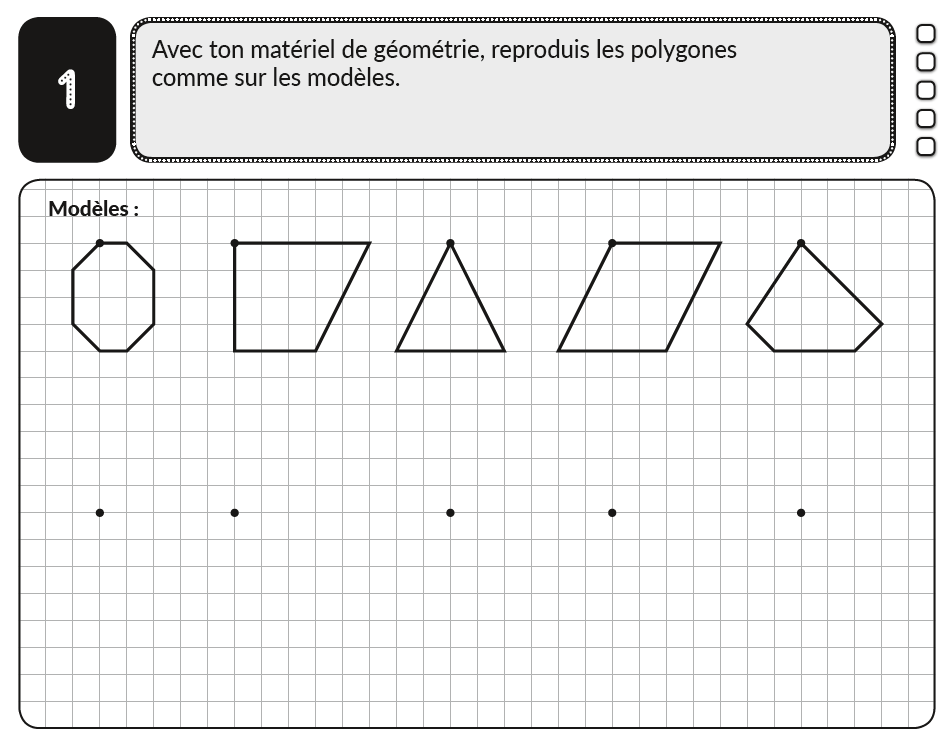 1
Avec ton matériel de géométrie, reproduis les polygones
comme sur les modèles.
Modèles :